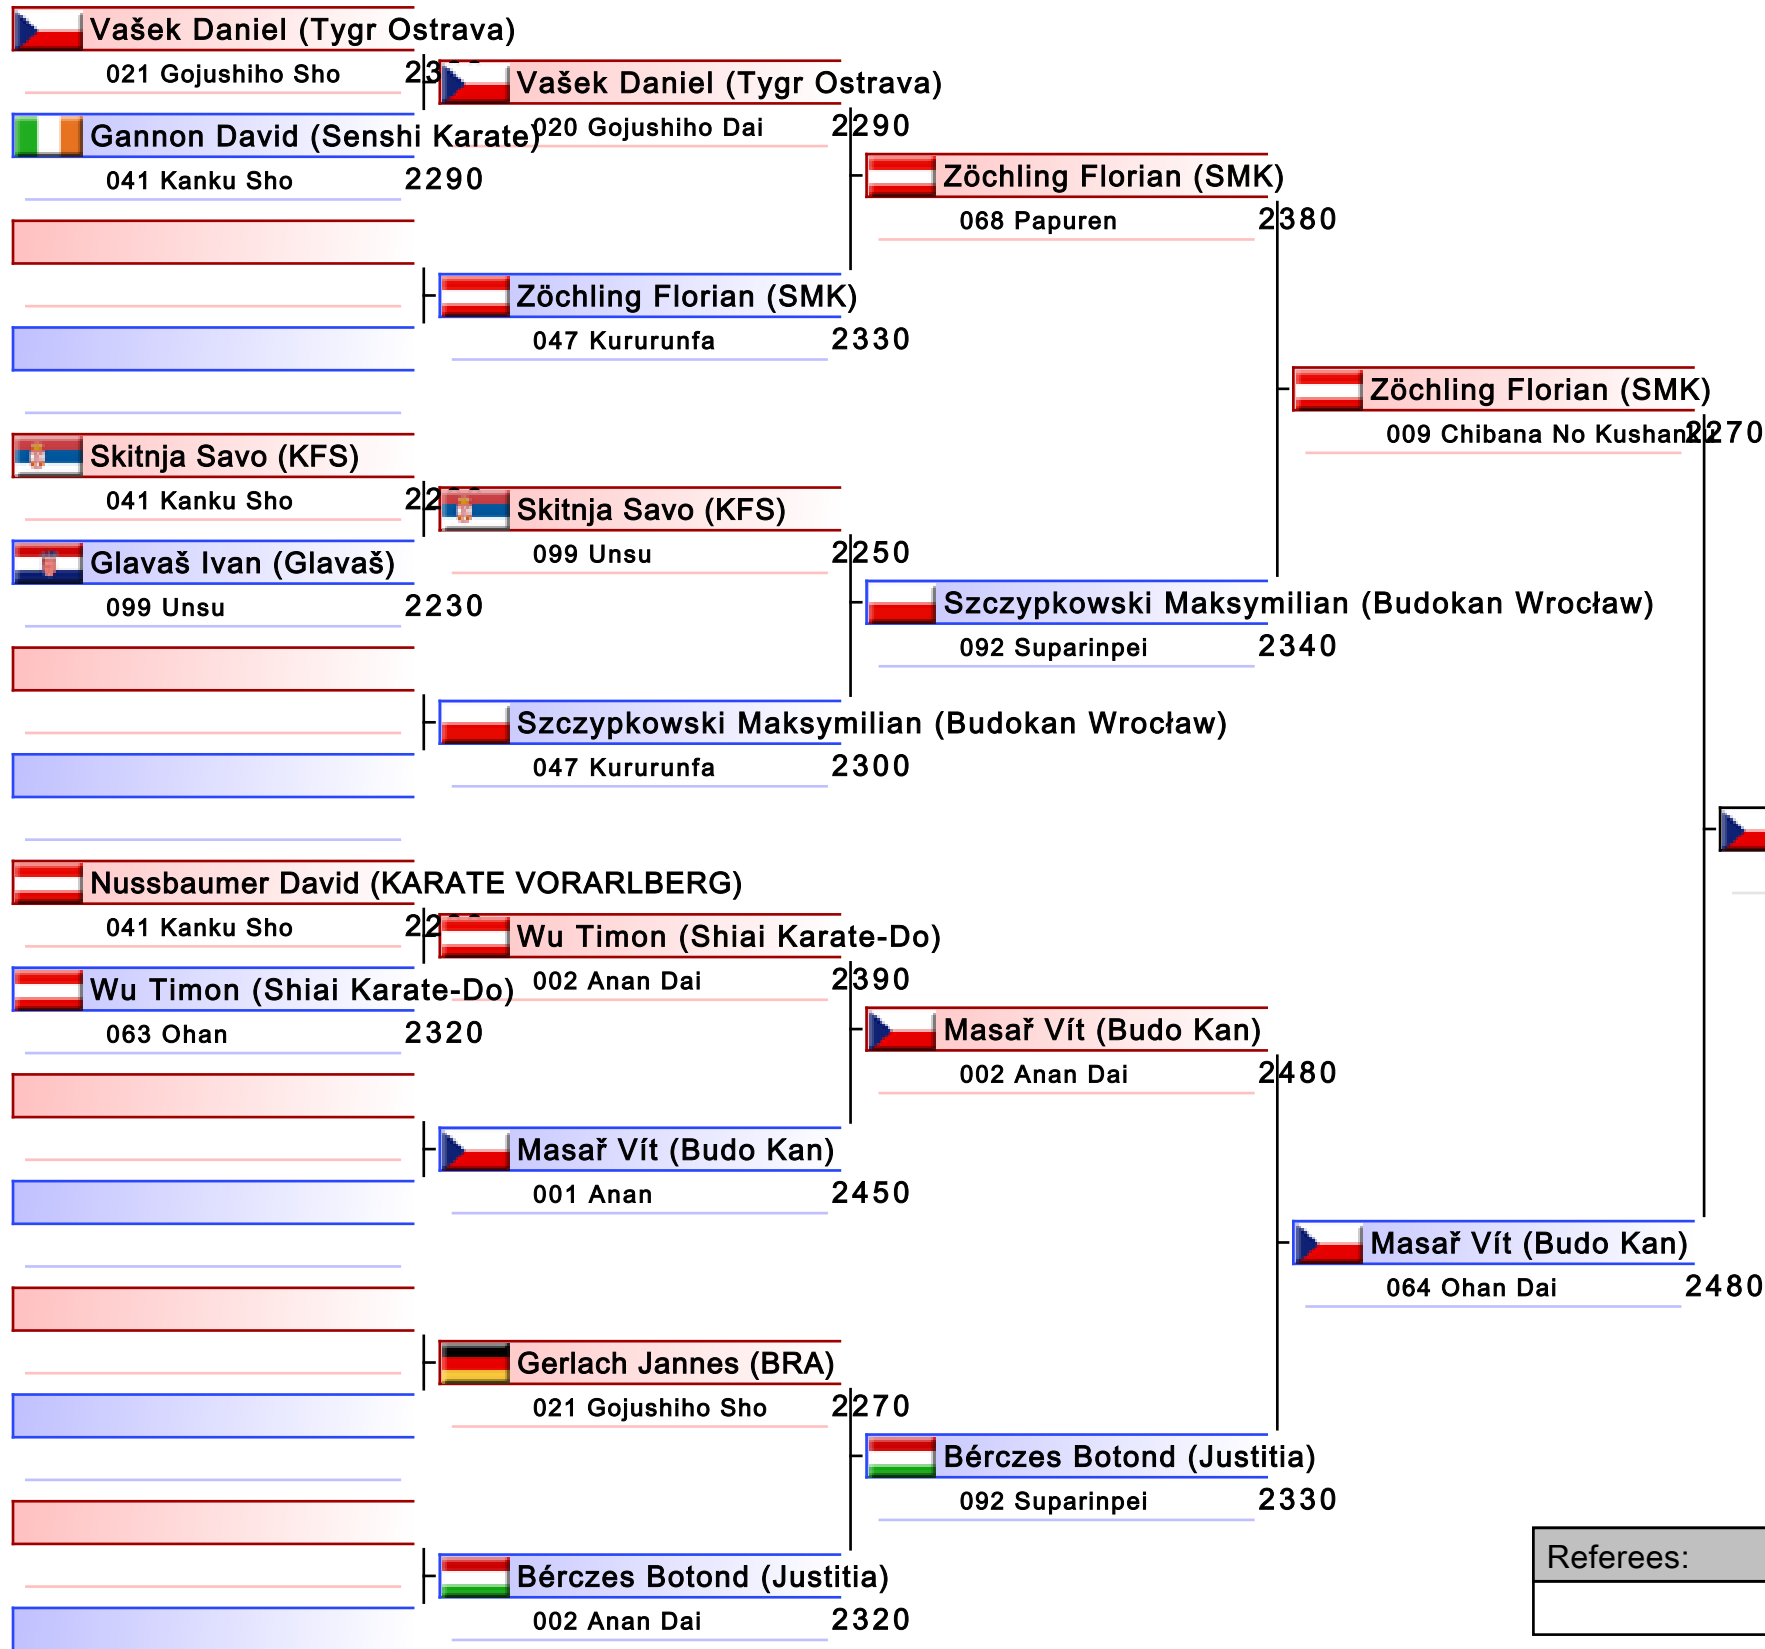 Vašek Daniel (Tygr Ostrava)
021 Gojushiho Sho
Gannon David (Senshi Karate)
041 Kanku Sho 2290
Skitnja Savo (KFS)
041 Kanku Sho
Glavaš Ivan (Glavaš)
099 Unsu 2230
Nussbaumer David (KARATE VORARLBERG)
041 Kanku Sho
Wu Timon (Shiai Karate-Do)
063 Ohan 2320
Vašek Daniel (Tygr Ostrava)
020 Gojushiho Dai 2290
Zöchling Florian (SMK)
047 Kururunfa 2330
Skitnja Savo (KFS)
099 Unsu 2250
Szczypkowski Maksymilian (Budokan Wrocław)
047 Kururunfa 2300
Wu Timon (Shiai Karate-Do)
002 Anan Dai 2390
Masař Vít (Budo Kan)
001 Anan 2450
Gerlach Jannes (BRA)
021 Gojushiho Sho 2270
Bérczes Botond (Justitia)
002 Anan Dai 2320
Zöchling Florian (SMK)
068 Papuren 2380
Szczypkowski Maksymilian (Budokan Wrocław)
092 Suparinpei 2340
Masař Vít (Budo Kan)
002 Anan Dai 2480
Bérczes Botond (Justitia)
092 Suparinpei 2330
Zöchling Florian (SMK)
009 Chibana No Kushanku 2270
Masař Vít (Budo Kan)
064 Ohan Dai 2480
Referees: